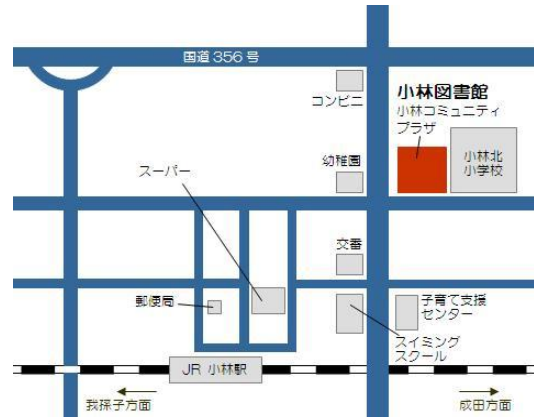 国道 356 号
コンビニ
小林図書館
小林コミュニティ
プラザ
小林北
小学校
幼稚園
スーパー
交番
郵便局
子育て支援
センター
スイミング
スクール
JR 小林駅
我孫子方面
成田方面